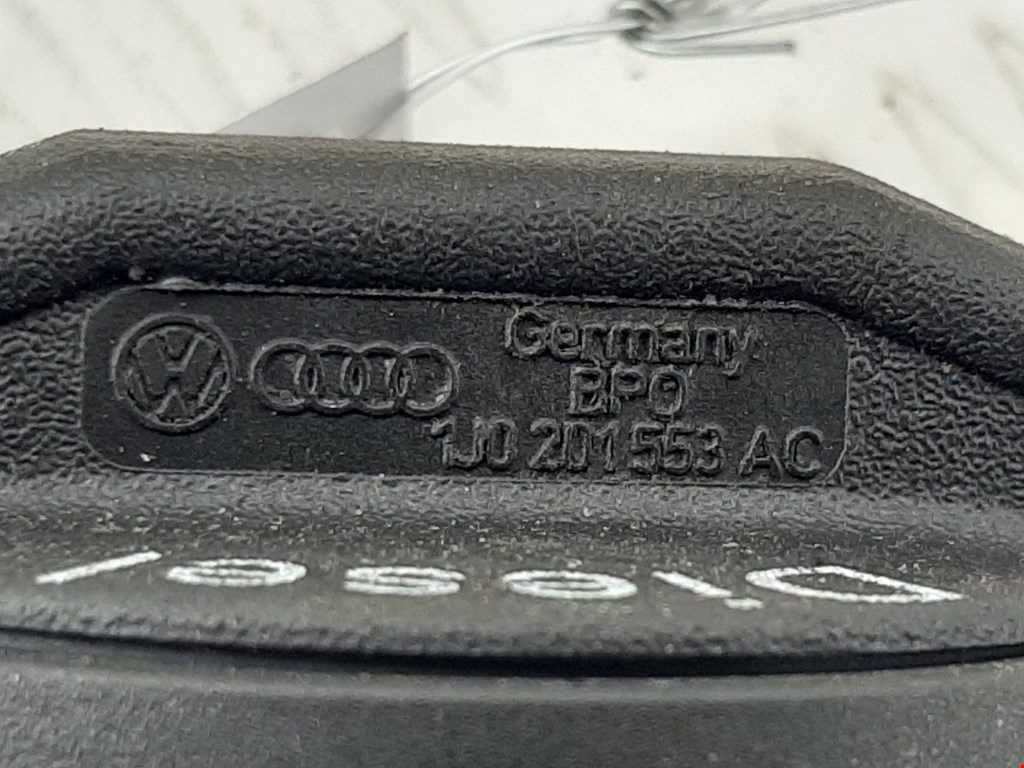 Germany
BPO
1J0 201 553 AC
Diesel